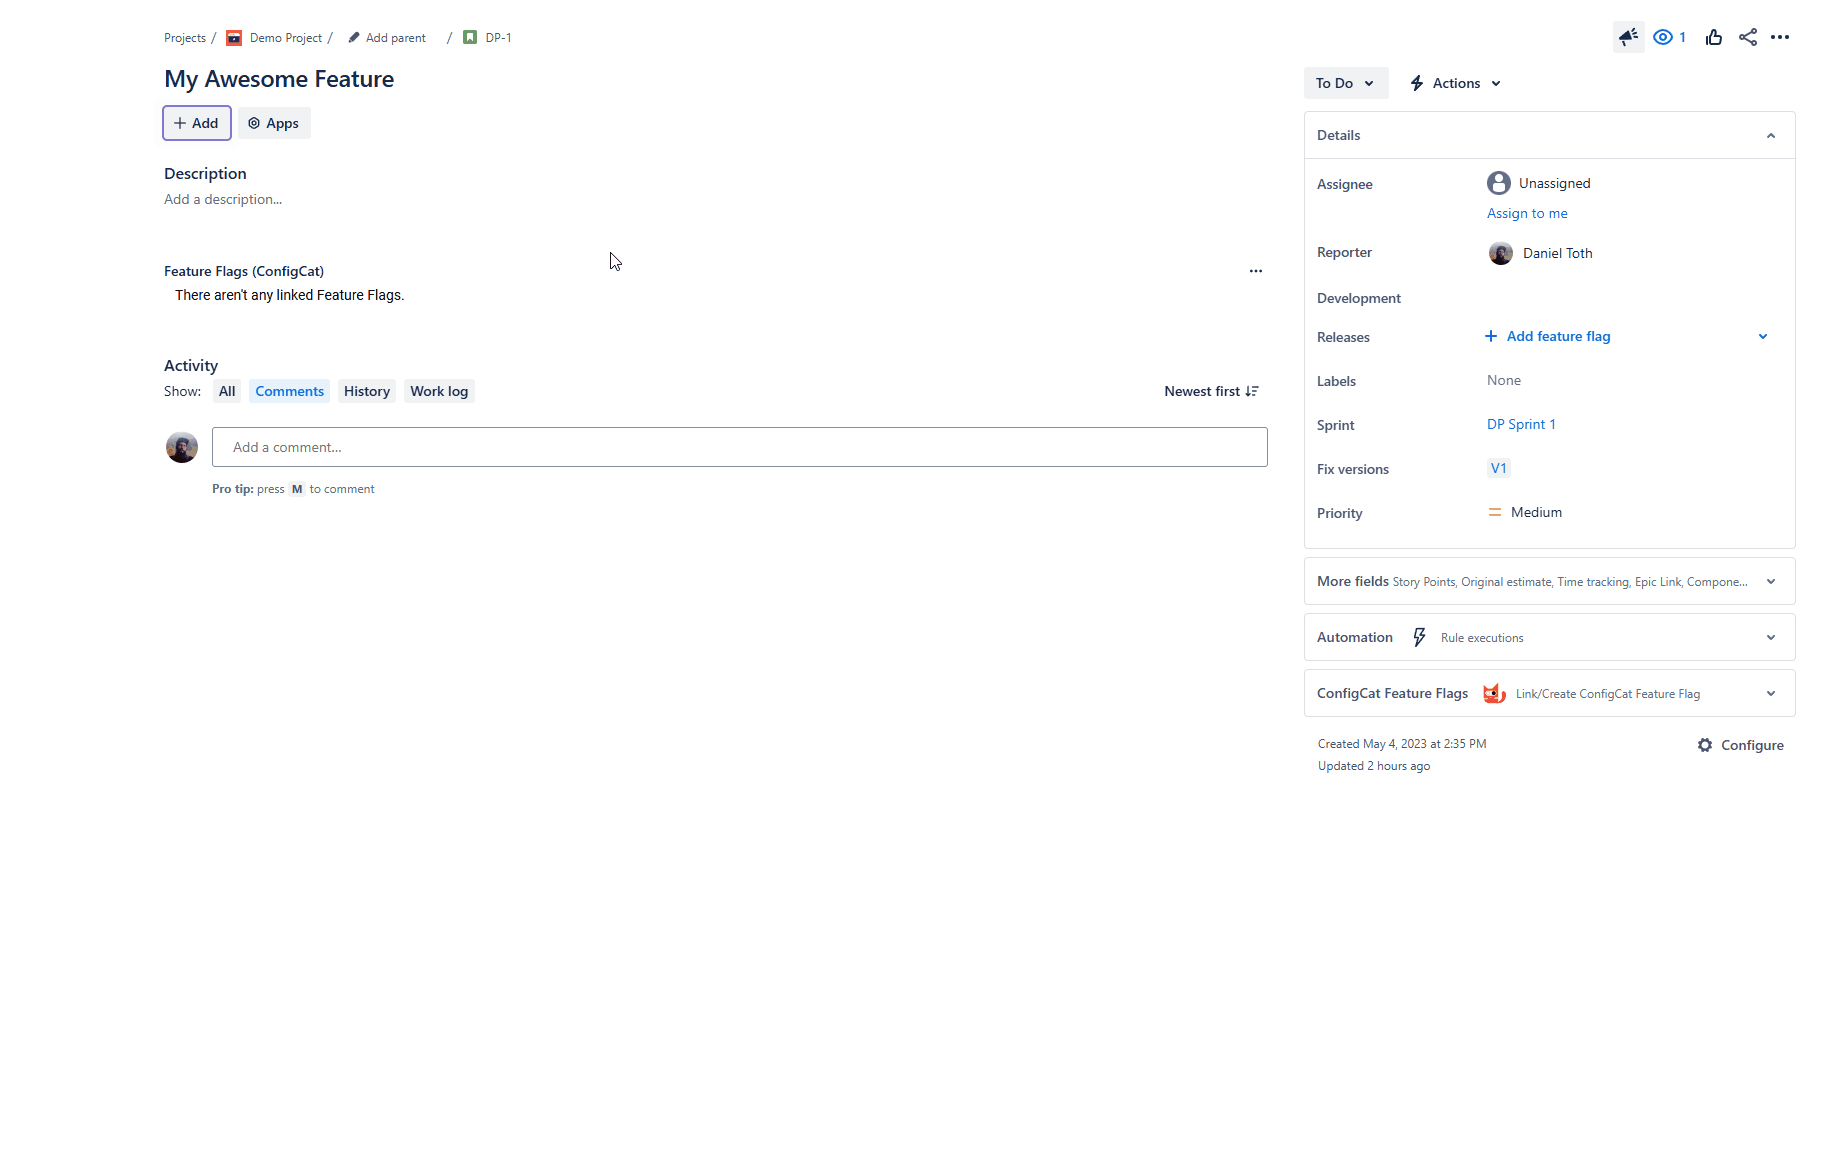 Projects / Demo Project / Add parent / DP-1
1
My Awesome Feature
To Do
Actions
Add
Apps
Description
Add a description...
Feature Flags (ConfigCat)
There aren't any linked Feature Flags.
Activity
Show: All Comments History Work log
Newest first
Add a comment...
Pro tip: press M to comment
Details
Assignee
Unassigned
Assign to me
Reporter
Daniel Toth
Development
Releases
Add feature flag
Labels
None
Sprint
DP Sprint 1
Fix versions
V1
Priority
Medium
More fields Story Points, Original estimate, Time tracking, Epic Link, Compone...
Automation Rule executions
ConfigCat Feature Flags Link/Create ConfigCat Feature Flag
Created May 4, 2023 at 2:35 PM
Configure
Updated 2 hours ago